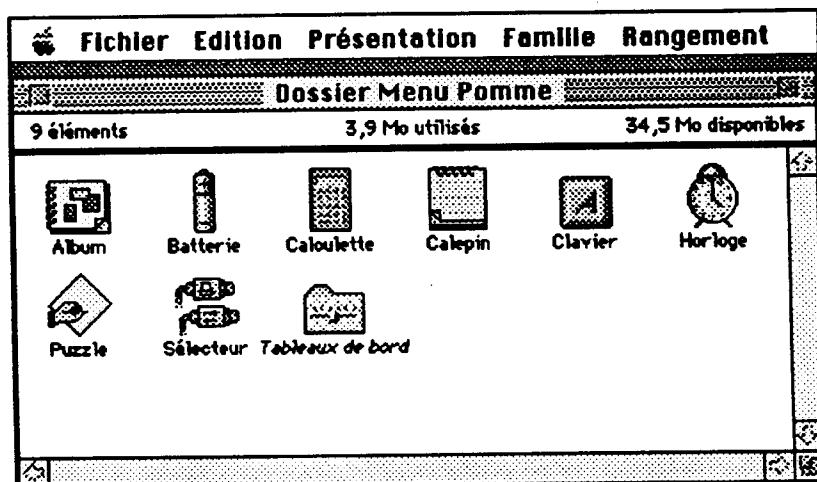 Fichier Edition Présentation Famille Rangement
Dossier Menu Pomme
9 éléments 3,9 Mo utilisés 34,5 Mo disponibles
Album Batterie Calculette Calepin Clavier Horloge
Puzzle Sélecteur Tableaux de bord